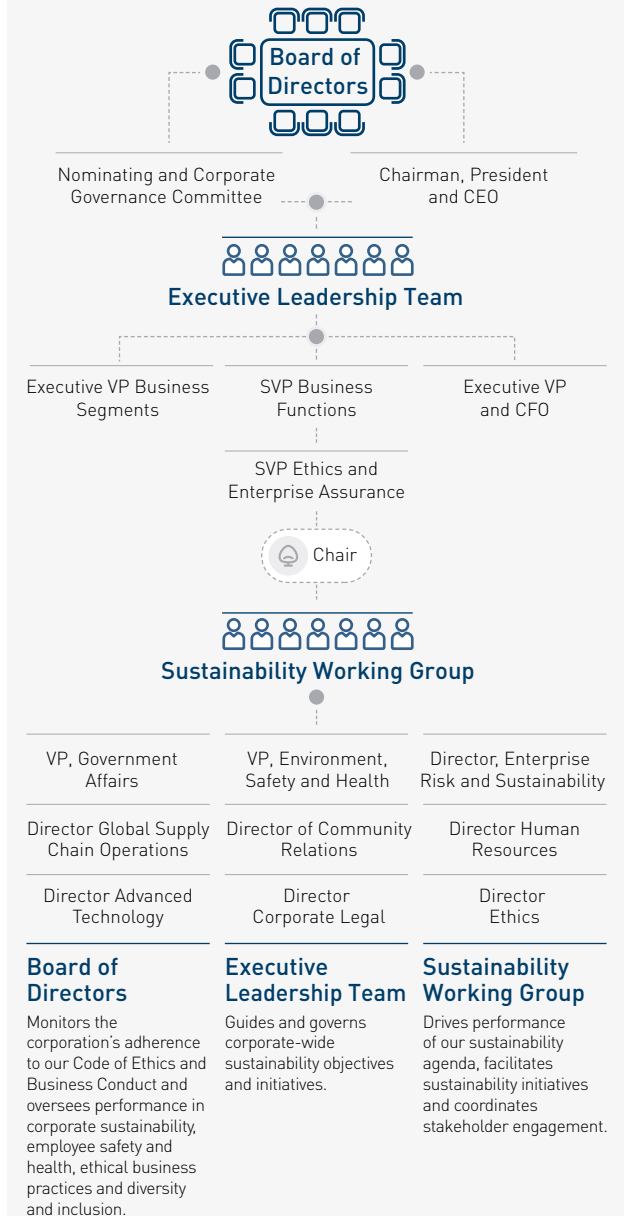 Board of
Directors
Nominating and Corporate
Governance Committee
Chairman, President
and CEO
Executive Leadership Team
Executive VP Business
Segments
SVP Business
Functions
Executive VP
and CFO
SVP Ethics and
Enterprise Assurance
Chair
Sustainability Working Group
VP, Government
Affairs
VP, Environment,
Safety and Health
Director, Enterprise
Risk and Sustainability
Director Global Supply
Chain Operations
Director of Community
Relations
Director Human
Resources
Director Advanced
Technology
Director
Corporate Legal
Director
Ethics
Board of
Directors
Monitors the
corporation's adherence
to our Code of Ethics and
Business Conduct and
oversees performance in
corporate sustainability,
employee safety and
health, ethical business
practices and diversity
and inclusion.
Executive
Leadership Team
Guides and governs
corporate-wide
sustainability objectives
and initiatives.
Sustainability
Working Group
Drives performance
of our sustainability
agenda, facilitates
sustainability initiatives
and coordinates
stakeholder engagement.